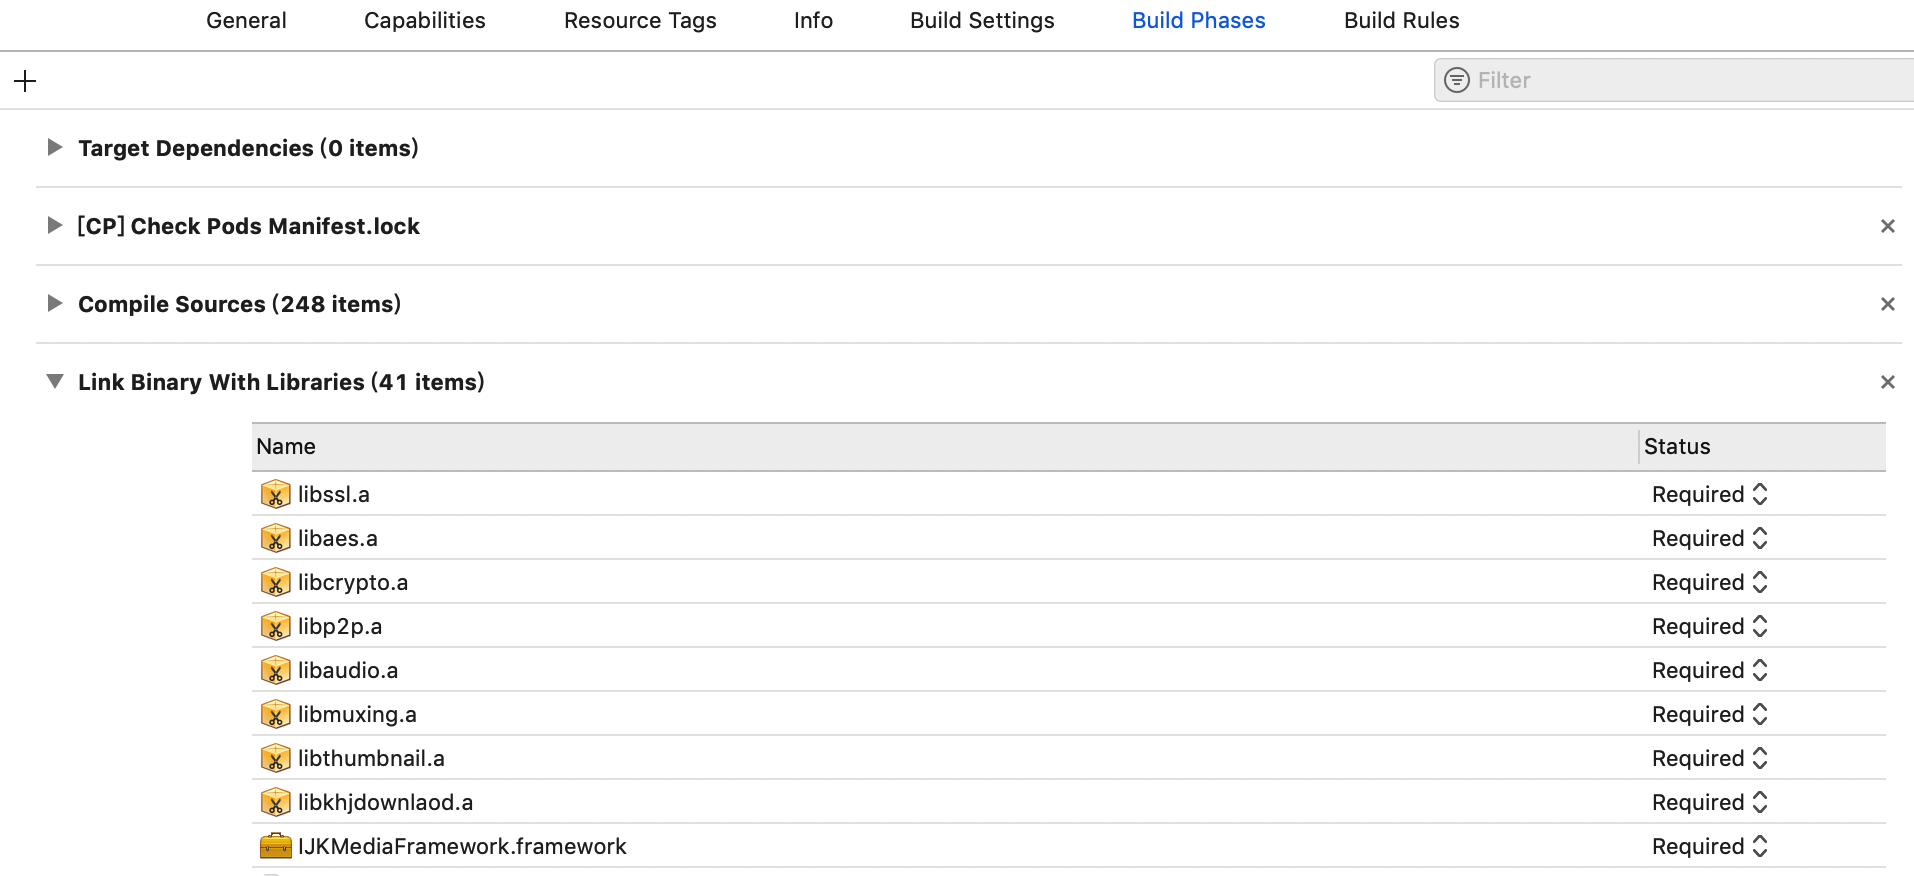 General Capabilities Resource Tags Info Build Settings Build Phases Build Rules
Filter
Target Dependencies (0 items)
[CP] Check Pods Manifest.lock
Compile Sources (248 items)
Link Binary With Libraries (41 items)
Name Status
libssl.a Required
libaes.a Required
libcrypto.a Required
libp2p.a Required
libaudio.a Required
libmuxing.a Required
libthumbnail.a Required
libkhjdownlaod.a Required
IJKMediaFramework.framework Required